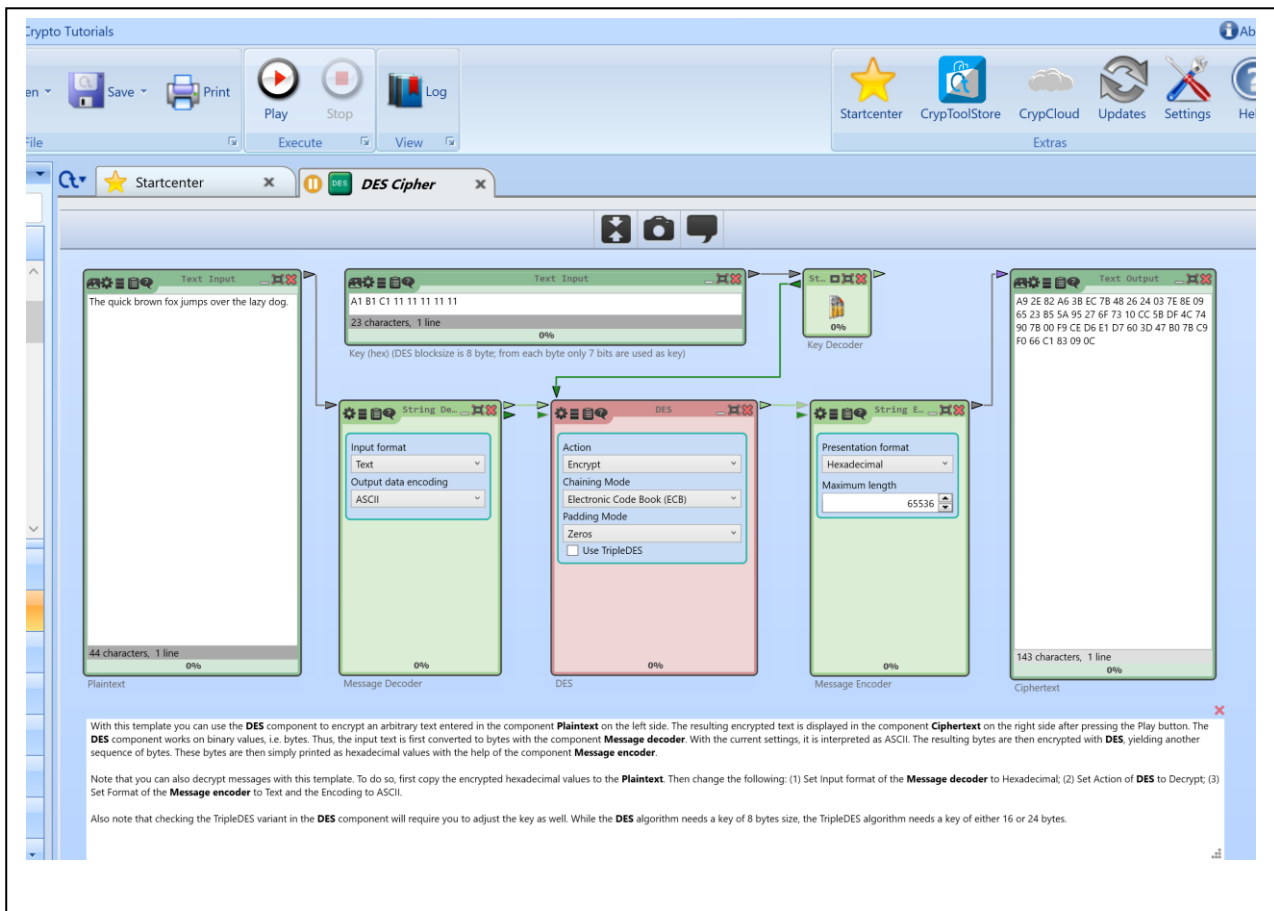 Crypto Tutorials
Ab
en
Save
Print
Play
Stop
Log
Startcenter
CrypToolStore
CrypCloud
Updates
Settings
Hel
File
Execute
View
Extras
Startcenter
DES
DES Cipher
Text Input
The quick brown fox jumps over the lazy dog.
44 characters, 1 line
0%
Plaintext
Text Input
A1 B1 C1 11 11 11 11 11
23 characters, 1 line
0%
Key (hex) (DES blocksize is 8 byte; from each byte only 7 bits are used as key)
St…
0%
Key Decoder
Text Output
A9 2E 82 A6 3B EC 7B 48 26 24 03 7E 8E 09
65 23 B5 5A 95 27 6F 73 10 CC 5B DF 4C 74
90 7B 00 F9 CE D6 E1 D7 60 3D 47 B0 7B C9
F0 66 C1 83 09 0C
143 characters, 1 line
0%
Ciphertext
String De…
Input format
Text
Output data encoding
ASCII
0%
Message Decoder
DES
Action
Encrypt
Chaining Mode
Electronic Code Book (ECB)
Padding Mode
Zeros
Use TripleDES
0%
DES
String E…
Presentation format
Hexadecimal
Maximum length
65536
0%
Message Encoder
With this template you can use the DES component to encrypt an arbitrary text entered in the component Plaintext on the left side. The resulting encrypted text is displayed in the component Ciphertext on the right side after pressing the Play button. The
DES component works on binary values, i.e. bytes. Thus, the input text is first converted to bytes with the component Message decoder. With the current settings, it is interpreted as ASCII. The resulting bytes are then encrypted with DES, yielding another
sequence of bytes. These bytes are then simply printed as hexadecimal values with the help of the component Message encoder.
Note that you can also decrypt messages with this template. To do so, first copy the encrypted hexadecimal values to the Plaintext. Then change the following: (1) Set Input format of the Message decoder to Hexadecimal; (2) Set Action of DES to Decrypt; (3)
Set Format of the Message encoder to Text and the Encoding to ASCII.
Also note that checking the TripleDES variant in the DES component will require you to adjust the key as well. While the DES algorithm needs a key of 8 bytes size, the TripleDES algorithm needs a key of either 16 or 24 bytes.